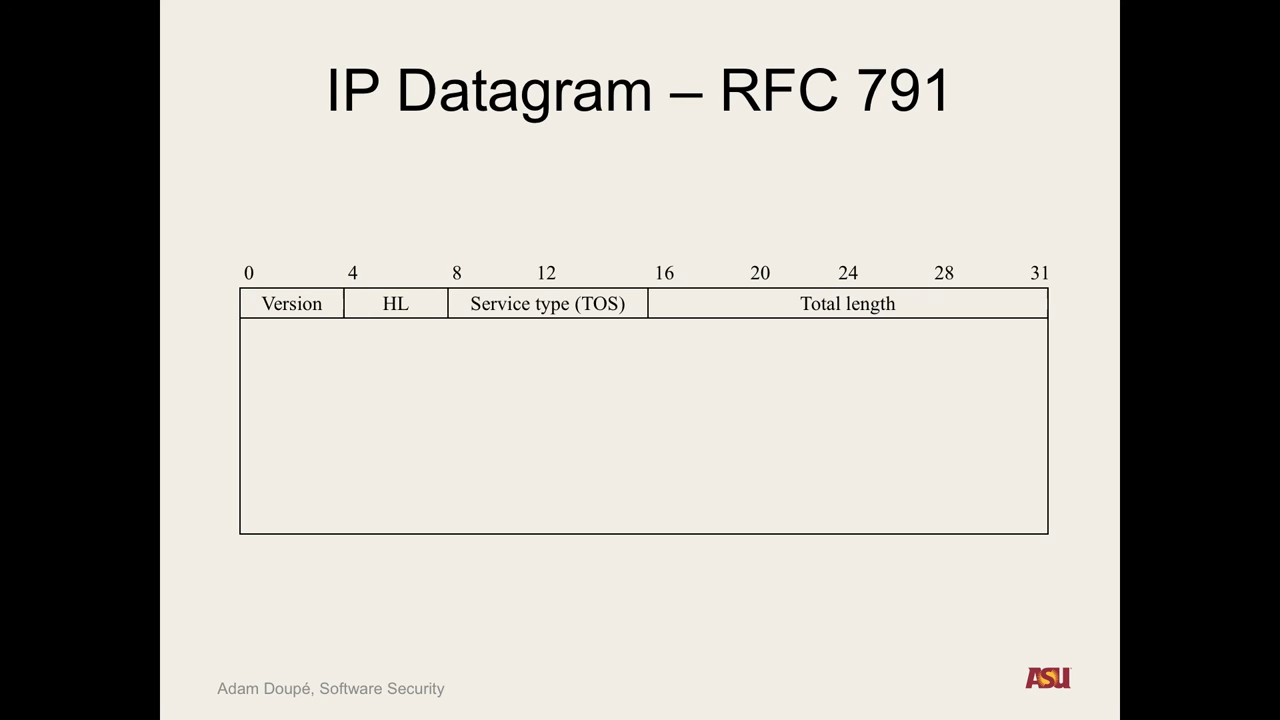 IP Datagram – RFC 791
0 4 8 12 16 20 24 28 31
Version HL Service type (TOS) Total length
Adam Doupé, Software Security
ASU